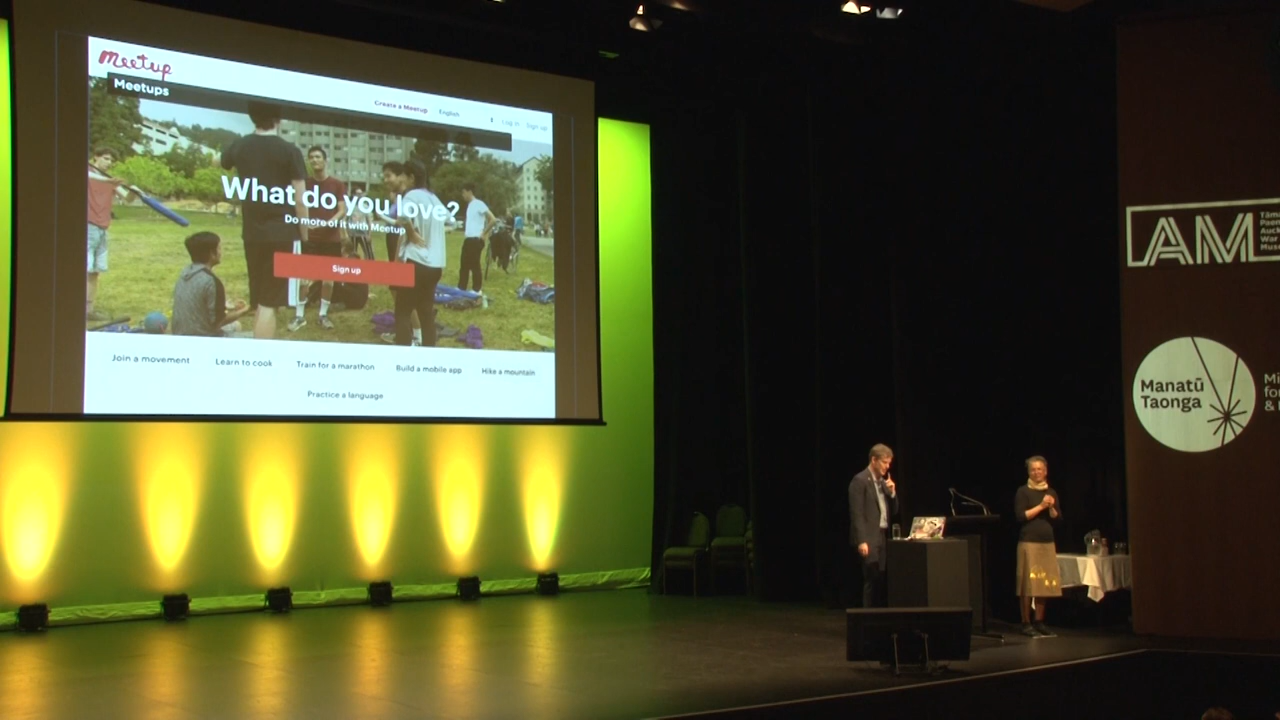 Meetup
Meetups
Create a Meetup English Log in Sign up
What do you love?
Do more of it with Meetup
Sign up
Join a movement Learn to cook Train for a marathon Build a mobile app Hike a mountain
Practice a language
AM
Manatū
Taonga
&